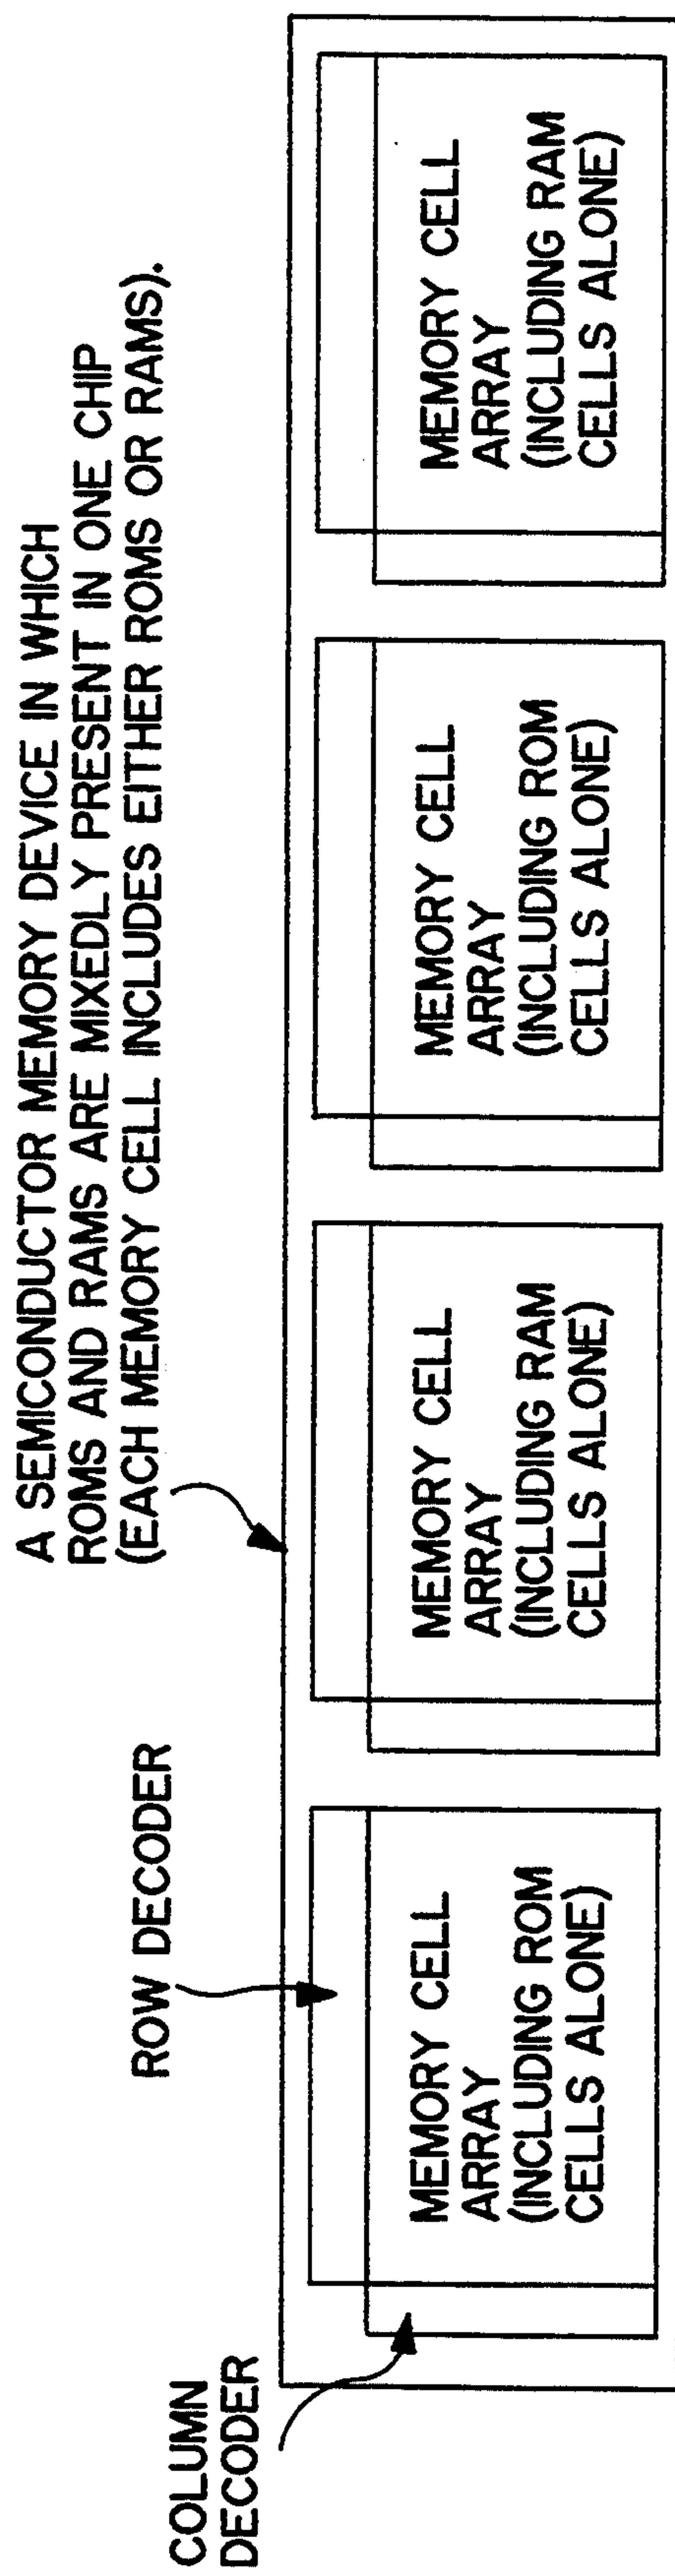 A SEMICONDUCTOR MEMORY DEVICE IN WHICH
ROMS AND RAMS ARE MIXEDLY PRESENT IN ONE CHIP
(EACH MEMORY CELL INCLUDES EITHER ROMS OR RAMS).
ROW DECODER
COLUMN
DECODER
MEMORY CELL
ARRAY
(INCLUDING ROM
CELLS ALONE)
MEMORY CELL
ARRAY
(INCLUDING RAM
CELLS ALONE)
MEMORY CELL
ARRAY
(INCLUDING ROM
CELLS ALONE)
MEMORY CELL
ARRAY
(INCLUDING RAM
CELLS ALONE)